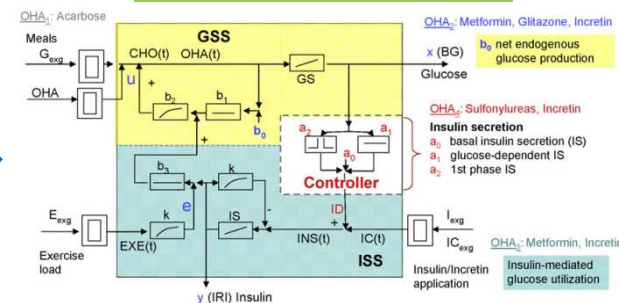 OHA1: Acarbose
GSS
OHA2: Metformin, Glitazone, Incretin
Meals
Gexg
CHO(t) OHA(t)
u
GS
x (BG)
Glucose
b0 net endogenous
glucose production
OHA
+
b2
b1
b0
+
OHA4: Sulfonylureas, Incretin
Insulin secretion
a0 basal insulin secretion (IS)
a1 glucose-dependent IS
a2 1st phase IS
a2
a1
a0
Controller
b3
k
e
-
ID
+
Eexg
k
IS
Iexg
EXE(t)
INS(t)
IC(t)
ICexg
Exercise
load
ISS
Insulin/Incretin
application
OHA3: Metformin, Incretin
Insulin-mediated
glucose utilization
y (IRI) Insulin